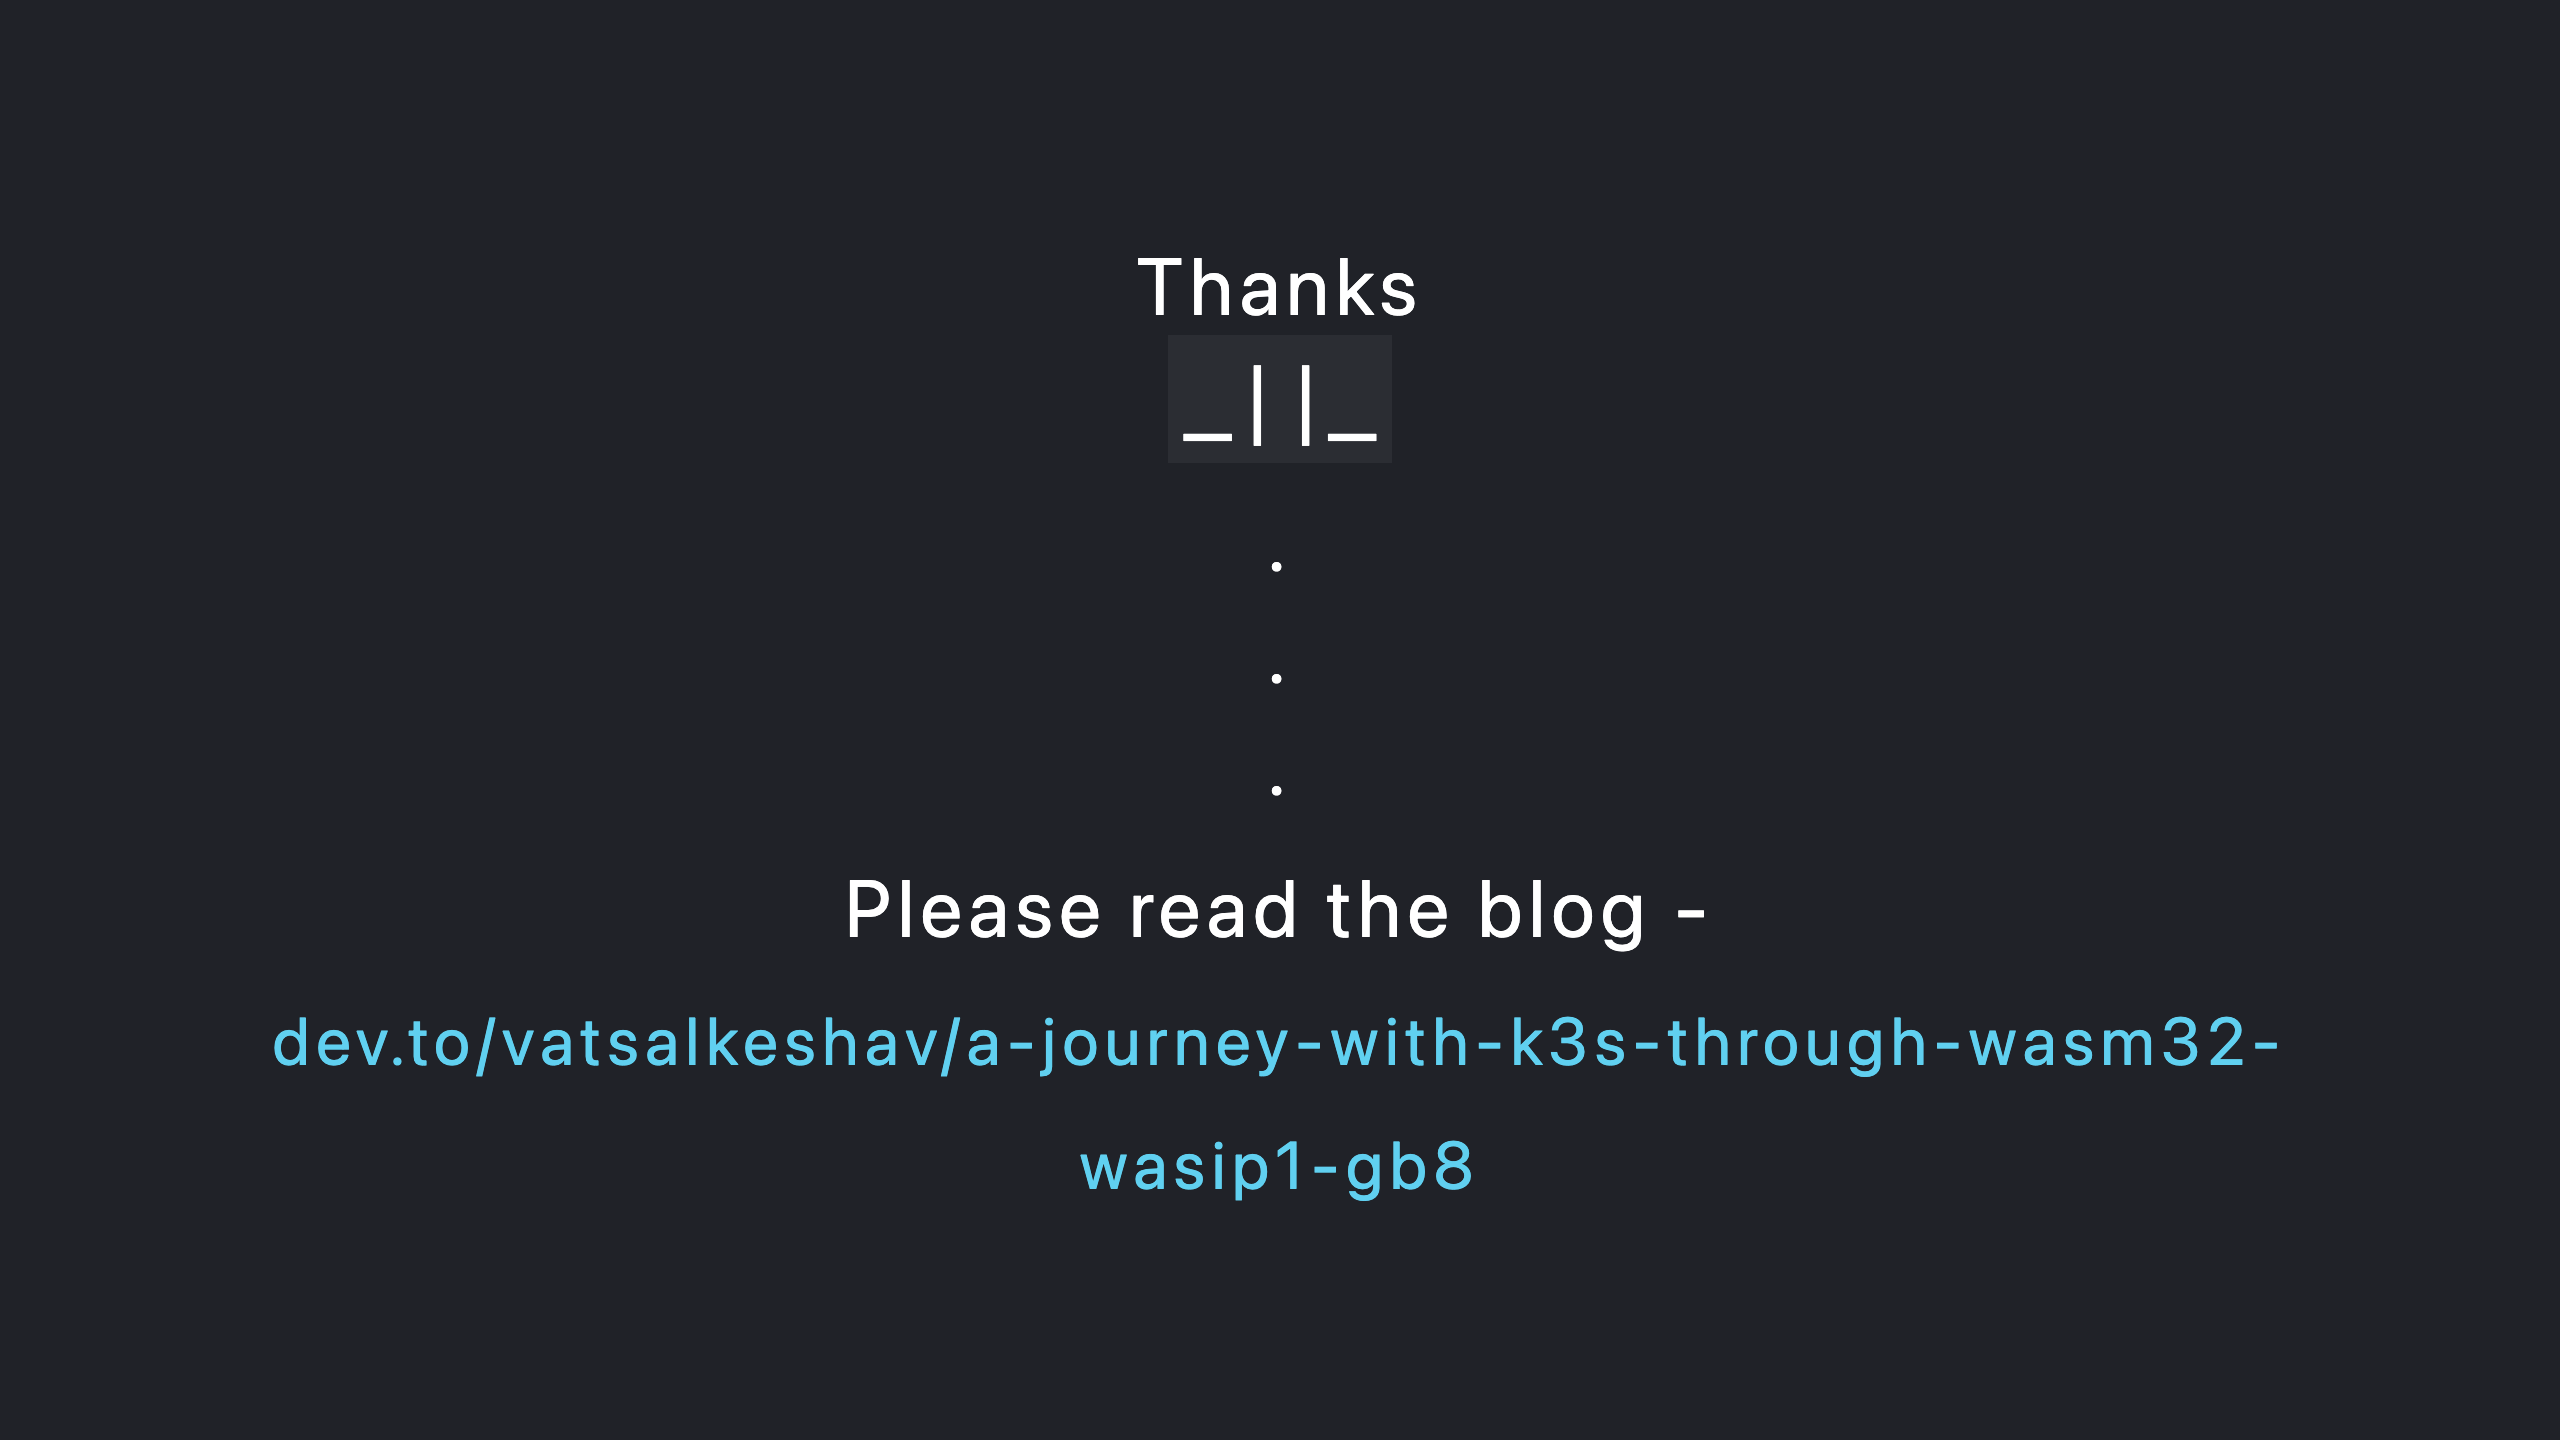 Thanks
_||_
.
.
.
Please read the blog -
dev.to/vatsalkeshav/a-journey-with-k3s-through-wasm32-
wasip1-gb8